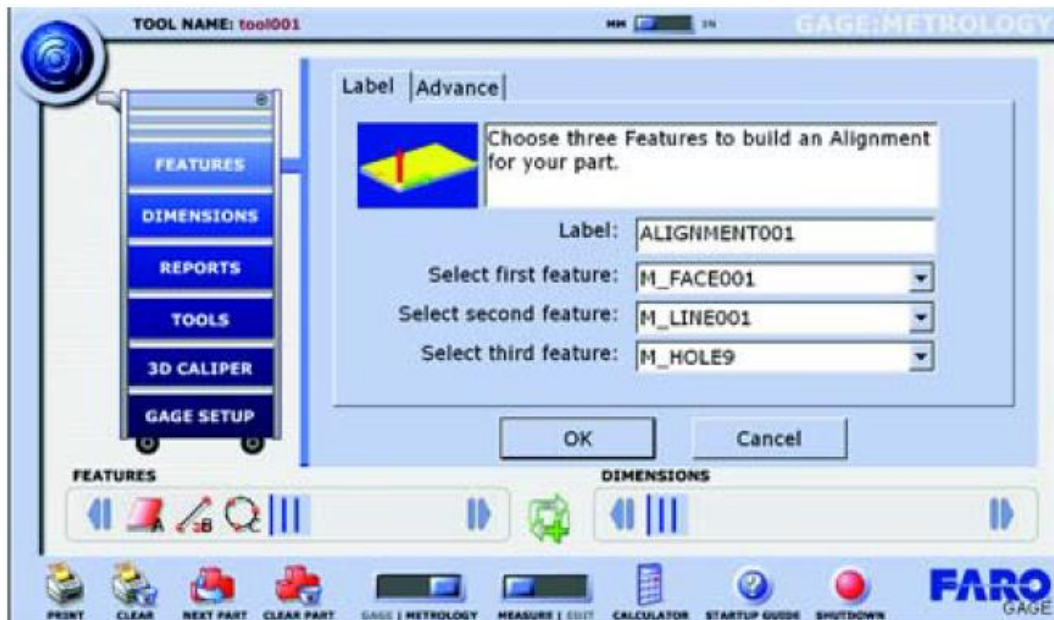 TOOL NAME: tool001
MM IN
GAGE:METROLOGY
Label Advance
Choose three Features to build an Alignment
for your part.
Label: ALIGNMENT001
Select first feature: M_FACE001
Select second feature: M_LINE001
Select third feature: M_HOLE9
OK Cancel
FEATURES
DIMENSIONS
REPORTS
TOOLS
3D CALIPER
GAGE SETUP
FEATURES
A B C
DIMENSIONS
PRINT CLEAR NEXT PART CLEAR PART GAGE | METROLOGY MEASURE | EDIT CALCULATOR STARTUP GUIDE SHUTDOWN
FARO
GAGE